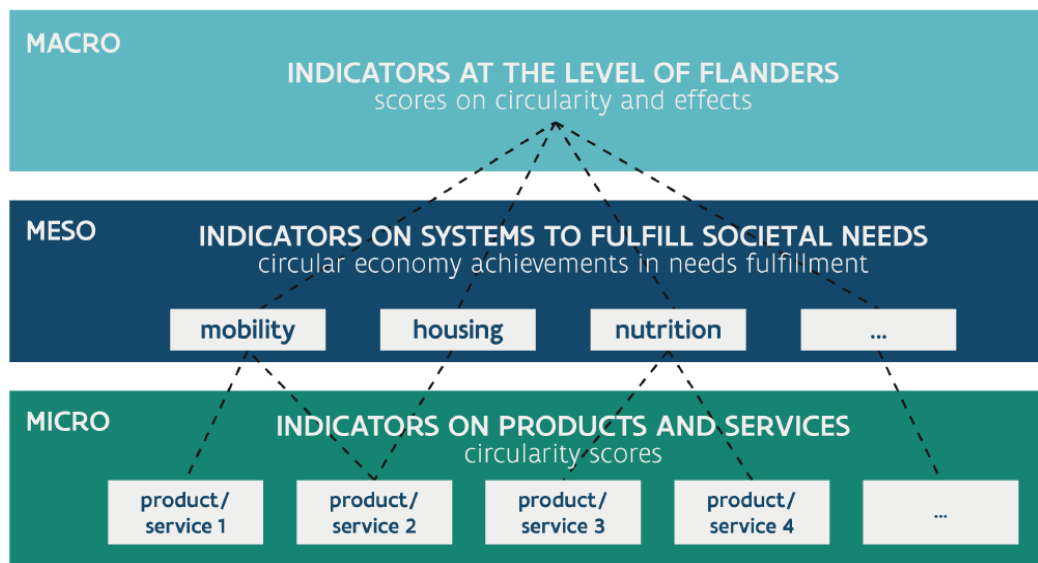 MACRO
INDICATORS AT THE LEVEL OF FLANDERS
scores on circularity and effects
MESO
INDICATORS ON SYSTEMS TO FULFILL SOCIETAL NEEDS
circular economy achievements in needs fulfillment
mobility
housing
nutrition
...
MICRO
INDICATORS ON PRODUCTS AND SERVICES
circularity scores
product/
service 1
product/
service 2
product/
service 3
product/
service 4
...